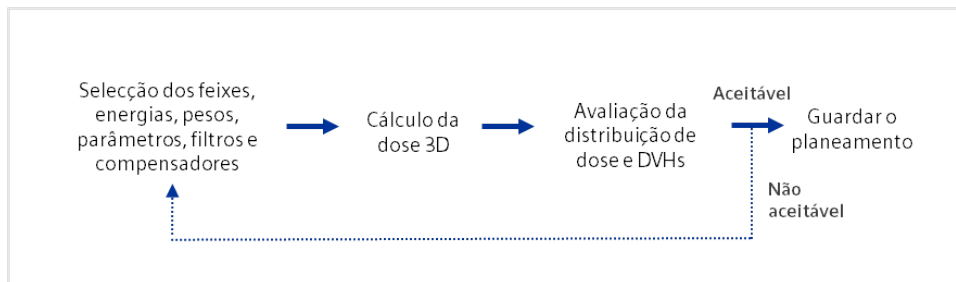 Selecção dos feixes,
energias, pesos,
parâmetros, filtros e
compensadores
Cálculo da
dose 3D
Avaliação da
distribuição de
dose e DVHs
Aceitável
Guardar o
planeamento
Não
aceitável